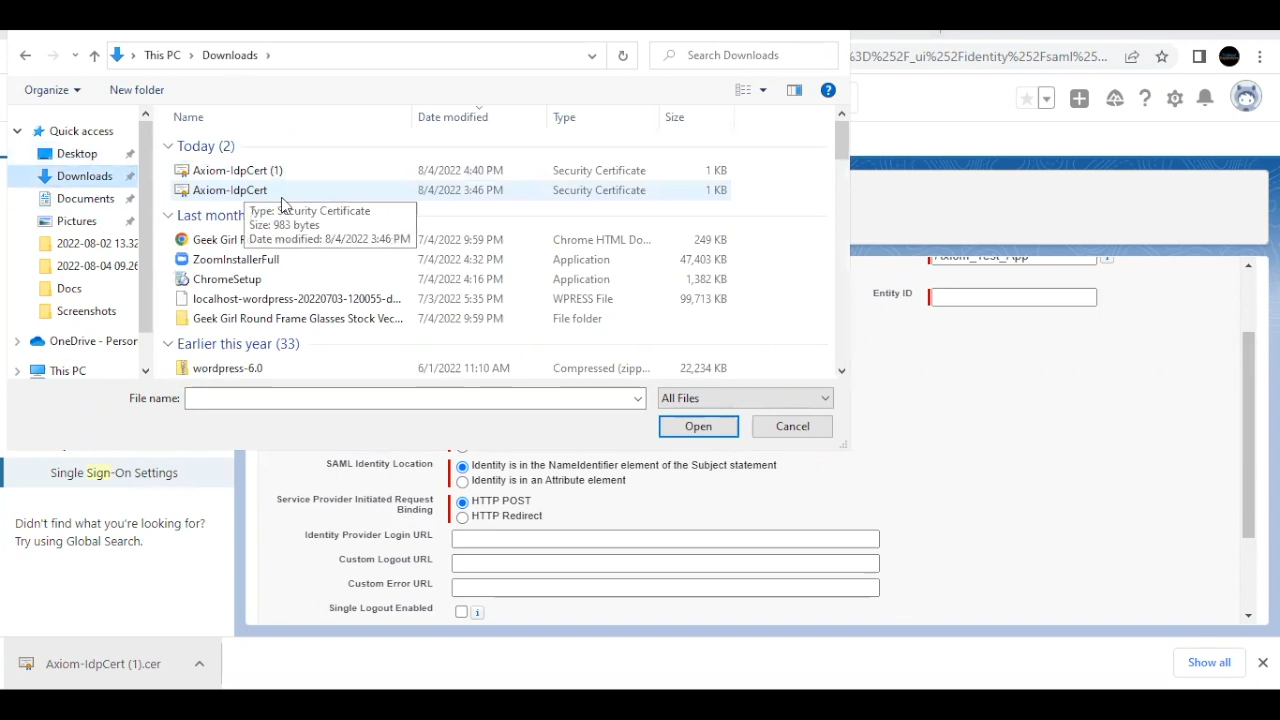 This PC > Downloads >
Search Downloads
%3D%252F_ui%252Fidentity%252Fsaml%25...
Organize
New folder
Name
Date modified
Type
Size
Quick access
Desktop
Downloads
Documents
Pictures
2022-08-02 13.32
2022-08-04 09.26
Docs
Screenshots
OneDrive - Person
This PC
Today (2)
Axiom-IdpCert (1) 8/4/2022 4:40 PM Security Certificate 1 KB
Axiom-IdpCert 8/4/2022 3:46 PM Security Certificate 1 KB
Type: Security Certificate
Size: 983 bytes
Date modified: 8/4/2022 3:46 PM
Last month
Geek Girl 7/4/2022 9:59 PM Chrome HTML Do... 249 KB
ZoomInstallerFull 7/4/2022 4:32 PM Application 47,403 KB
ChromeSetup 7/4/2022 4:16 PM Application 1,382 KB
localhost-wordpress-20220703-120055-d... 7/3/2022 5:35 PM WPRESS File 99,713 KB
Geek Girl Round Frame Glasses Stock Vec... 7/4/2022 9:59 PM File folder
Earlier this year (33)
wordpress-6.0 6/1/2022 11:10 AM Compressed (zipp... 22,234 KB
File name:
All Files
Open
Cancel
Axiom_Test_App
Entity ID
Single Sign-On Settings
Didn't find what you're looking for?
Try using Global Search.
SAML Identity Location
Identity is in the NameIdentifier element of the Subject statement
Identity is in an Attribute element
Service Provider Initiated Request
Binding
HTTP POST
HTTP Redirect
Identity Provider Login URL
Custom Logout URL
Custom Error URL
Single Logout Enabled
i
Axiom-IdpCert (1).cer
Show all